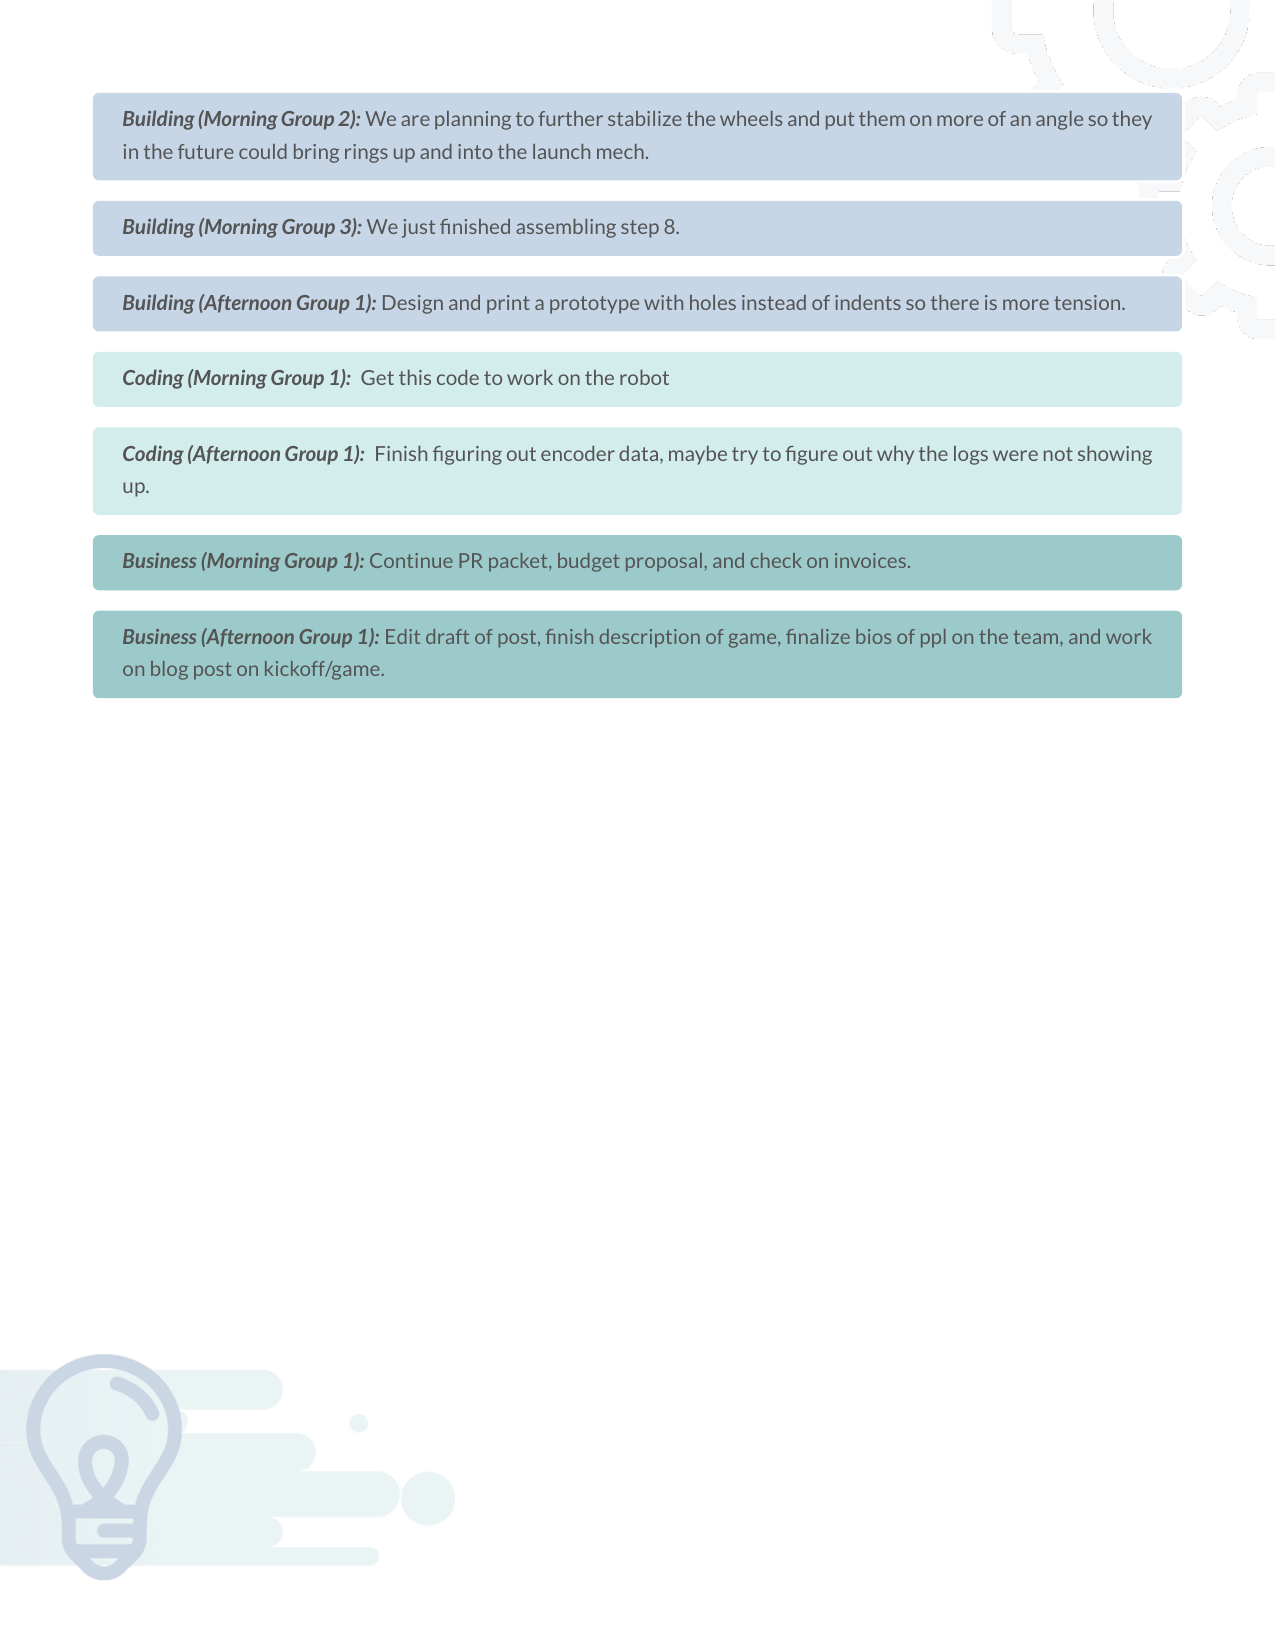 Building (Morning Group 2): We are planning to further stabilize the wheels and put them on more of an angle so they
in the future could bring rings up and into the launch mech.
Building (Morning Group 3): We just finished assembling step 8.
Building (Afternoon Group 1): Design and print a prototype with holes instead of indents so there is more tension.
Coding (Morning Group 1): Get this code to work on the robot
Coding (Afternoon Group 1): Finish figuring out encoder data, maybe try to figure out why the logs were not showing
up.
Business (Morning Group 1): Continue PR packet, budget proposal, and check on invoices.
Business (Afternoon Group 1): Edit draft of post, finish description of game, finalize bios of ppl on the team, and work
on blog post on kickoff/game.